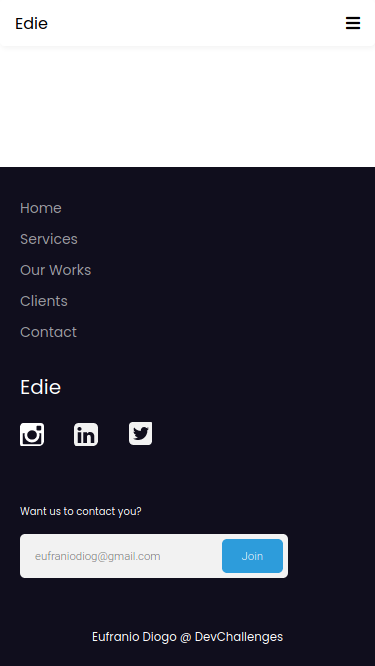 Edie
Home
Services
Our Works
Clients
Contact
Edie
Want us to contact you?
eufraniodiog@gmail.com
Join
Eufranio Diogo @ DevChallenges